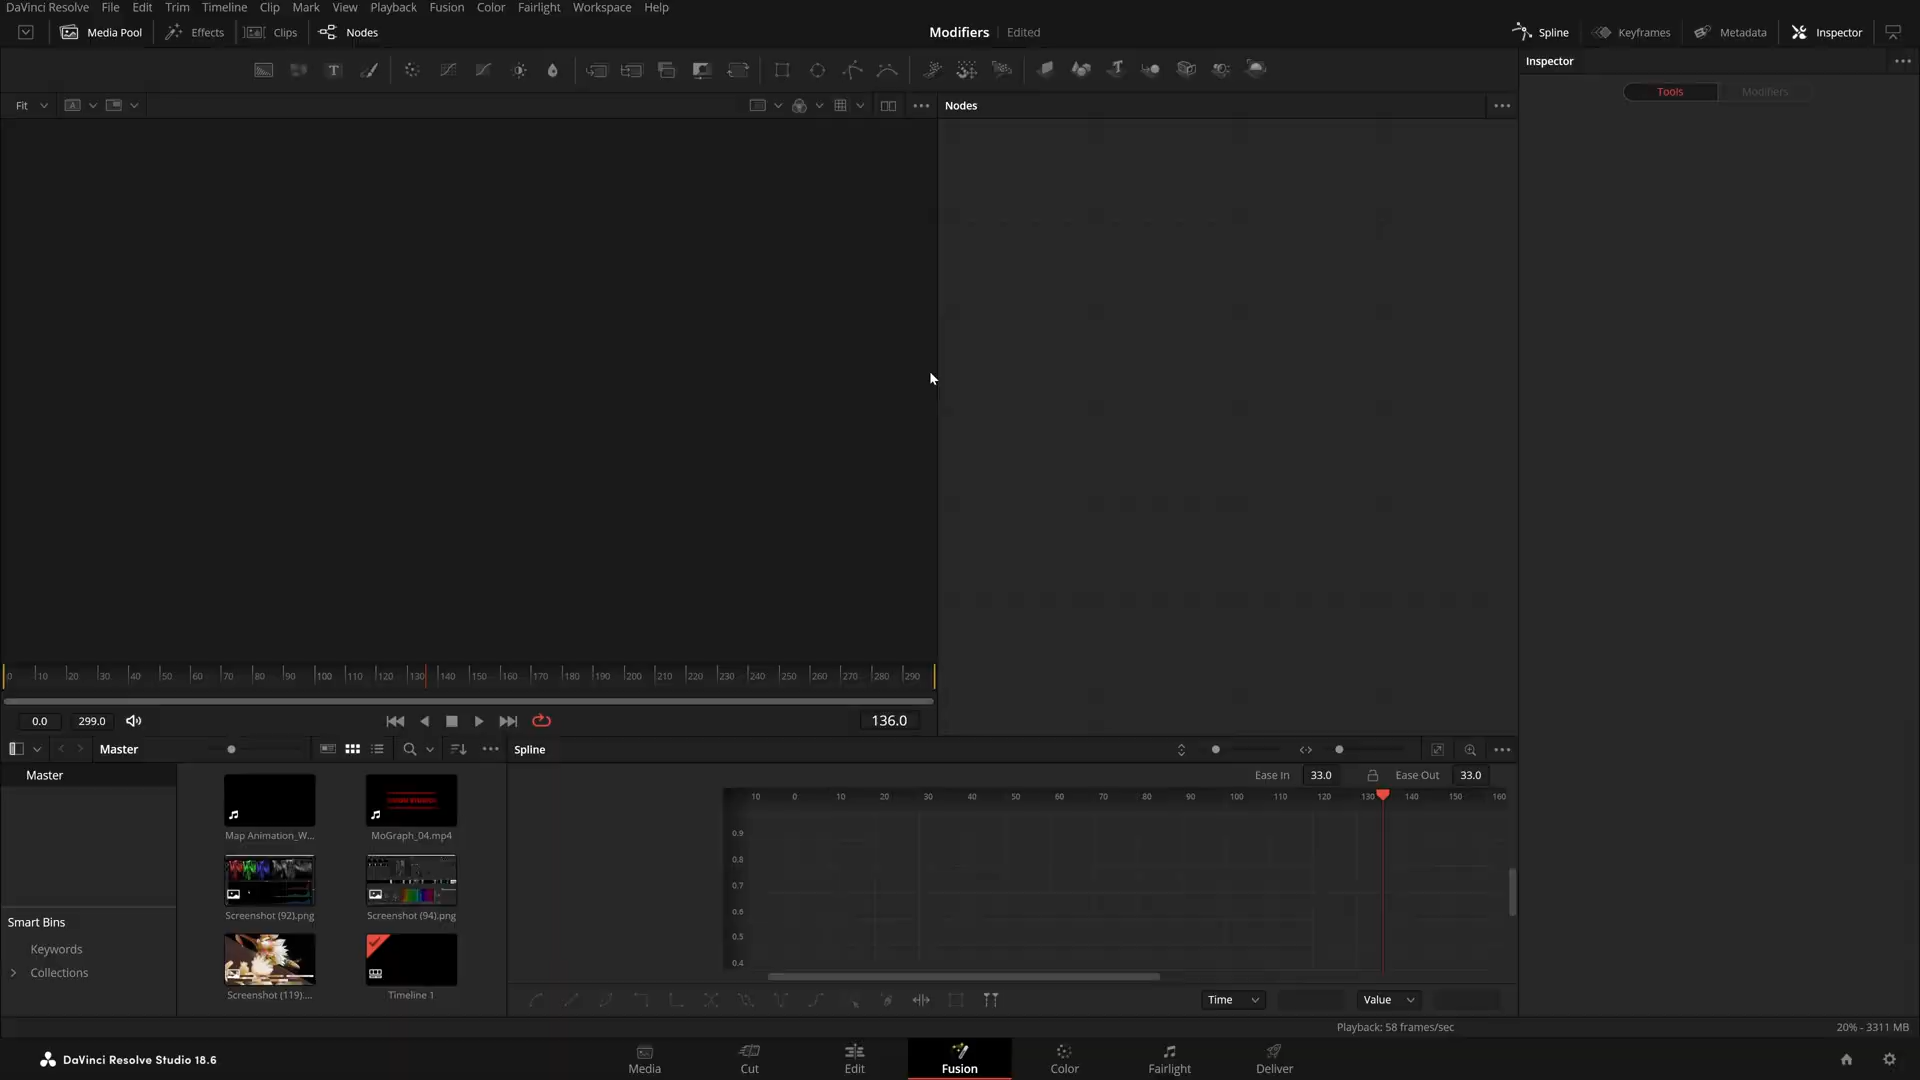 DaVinci Resolve File Edit Trim Timeline Clip Mark View Playback Fusion Color Fairlight Workspace Help
Media Pool Effects Clips Nodes Modifiers Edited Spline Keyframes Metadata Inspector
Inspector
Tools Modifiers
Fit
Nodes
0 10 20 30 40 50 60 70 80 90 100 110 120 130 140 150 160 170 180 190 200 210 220 230 240 250 260 270 280 290
0.0 299.0 136.0
Master
Spline
Master
Ease In 33.0 Ease Out 33.0
10 0 10 20 30 40 50 60 70 80 90 100 110 120 130 140 150 160
0.9
0.8
0.7
0.6
0.5
0.4
Map Animation_W... MoGraph_04.mp4
Screenshot (92).png Screenshot (94).png
Screenshot (119).... Timeline 1
Smart Bins
Keywords
Collections
Time Value
Playback: 58 frames/sec 20% - 3311 MB
DaVinci Resolve Studio 18.6
Media Cut Edit Fusion Color Fairlight Deliver